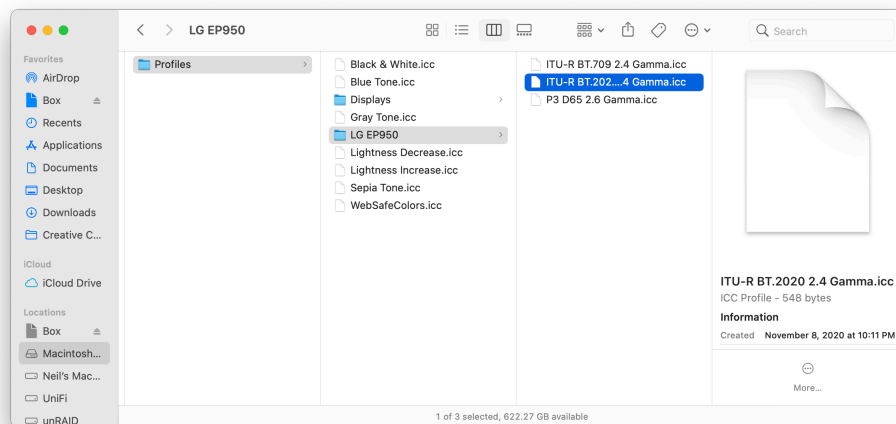 LG EP950
Search
Favorites
AirDrop
Box
Recents
Applications
Documents
Desktop
Downloads
Creative C...
iCloud
iCloud Drive
Locations
Box
Macintosh...
Neil's Mac...
UniFi
unRAID
Profiles
Black & White.icc
Blue Tone.icc
Displays
Gray Tone.icc
LG EP950
Lightness Decrease.icc
Lightness Increase.icc
Sepia Tone.icc
WebSafeColors.icc
ITU-R BT.709 2.4 Gamma.icc
ITU-R BT.202....4 Gamma.icc
P3 D65 2.6 Gamma.icc
ITU-R BT.2020 2.4 Gamma.icc
ICC Profile - 548 bytes
Information
Created November 8, 2020 at 10:11 PM
More...
1 of 3 selected, 622.27 GB available